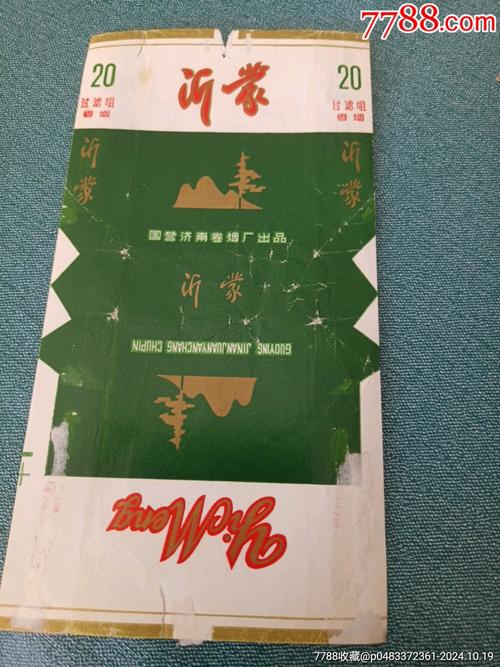 7788.com
沂蒙
20
过滤咀
香烟
20
过滤咀
香烟
沂蒙
沂蒙
国营济南卷烟厂出品
沂蒙
GUOYING JINANJUANYANCHANG CHUPIN
YiMeng
7788收藏@p0483372361-2024.10.19